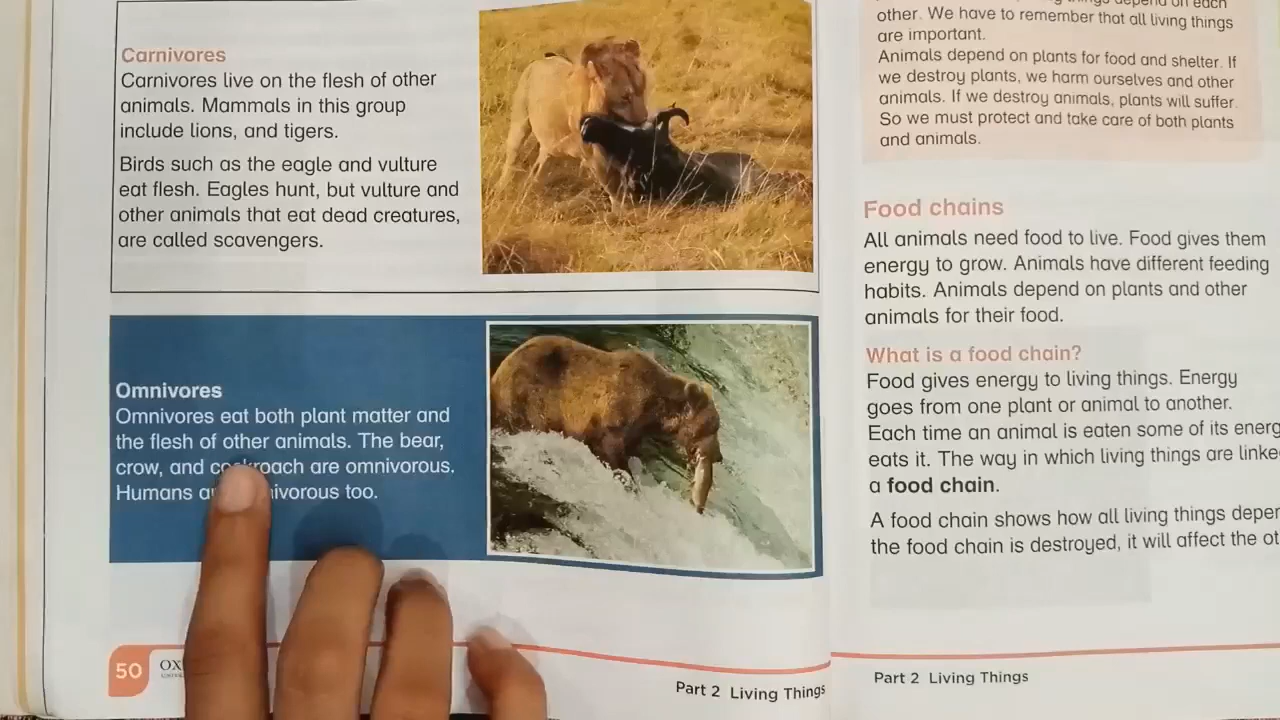 Carnivores
Carnivores live on the flesh of other
animals. Mammals in this group
include lions, and tigers.
Birds such as the eagle and vulture
eat flesh. Eagles hunt, but vulture and
other animals that eat dead creatures,
are called scavengers.
Omnivores
Omnivores eat both plant matter and
the flesh of other animals. The bear,
crow, and cockroach are omnivorous.
Humans too.
50
Part 2 Living Things
depend on each
other. We have to remember that all living things
are important.
Animals depend on plants for food and shelter. If
we destroy plants, we harm ourselves and other
animals. If we destroy animals, plants will suffer.
So we must protect and take care of both plants
and animals.
Food chains
All animals need food to live. Food gives them
energy to grow. Animals have different feeding
habits. Animals depend on plants and other
animals for their food.
What is a food chain?
Food gives energy to living things. Energy
goes from one plant or animal to another.
Each time an animal is eaten some of its
eats it. The way in which living things are
a food chain.
A food chain shows how all living things
the food chain is destroyed, it will affect the
Part 2 Living Things